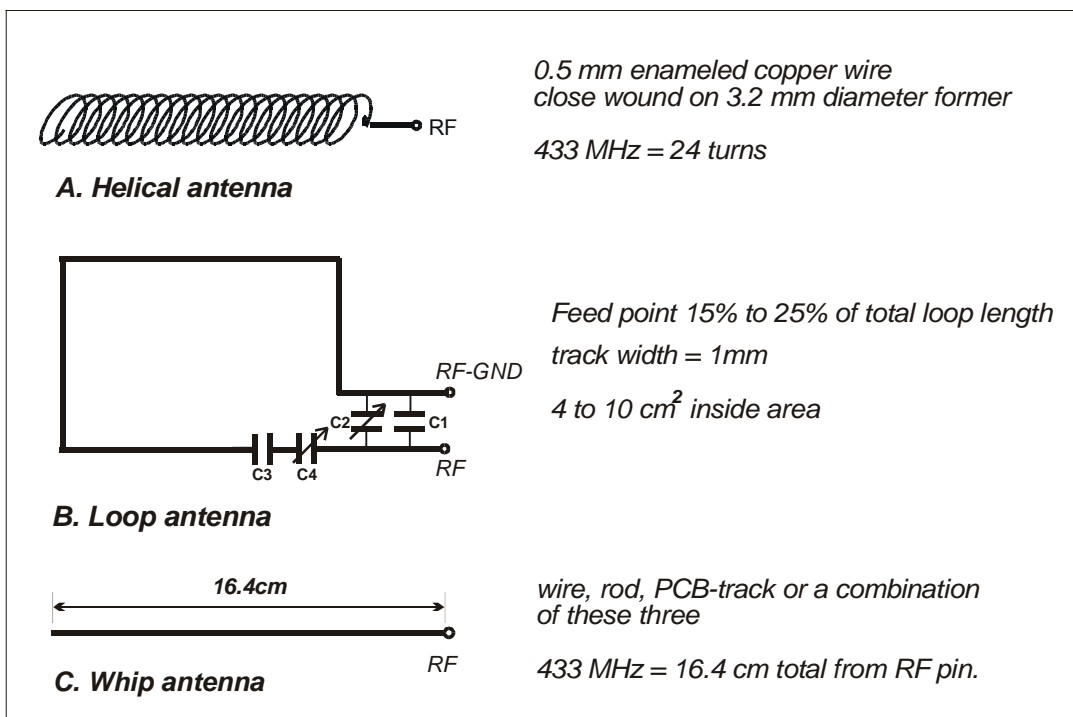 0.5 mm enameled copper wire
close wound on 3.2 mm diameter former
RF
433 MHz = 24 turns
A. Helical antenna
Feed point 15% to 25% of total loop length
track width = 1mm
RF-GND
4 to 10 cm² inside area
C2
C1
C3
C4
RF
B. Loop antenna
16.4cm
wire, rod, PCB-track or a combination
of these three
RF
433 MHz = 16.4 cm total from RF pin.
C. Whip antenna